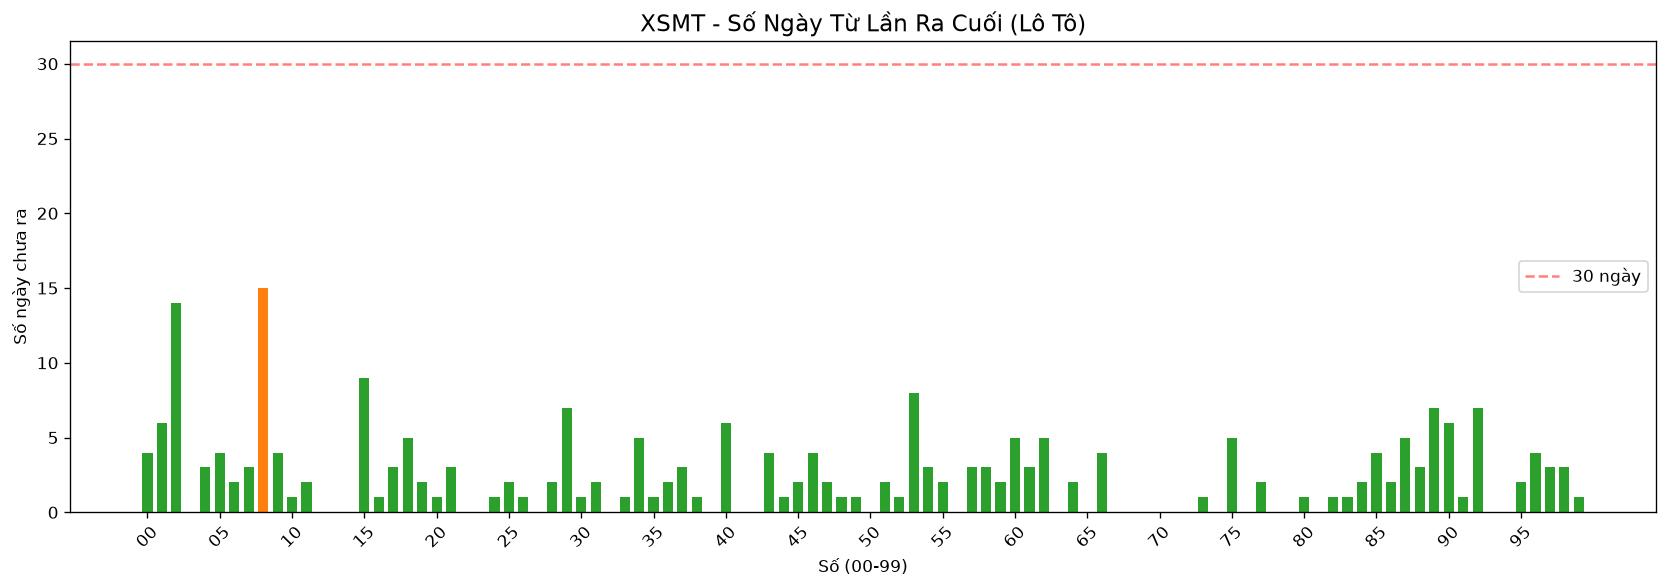 XSMT - Số Ngày Từ Lần Ra Cuối (Lô Tô)
Số ngày chưa ra
30
25
20
15
10
5
0
30 ngày
00 05 10 15 20 25 30 35 40 45 50 55 60 65 70 75 80 85 90 95
Số (00-99)